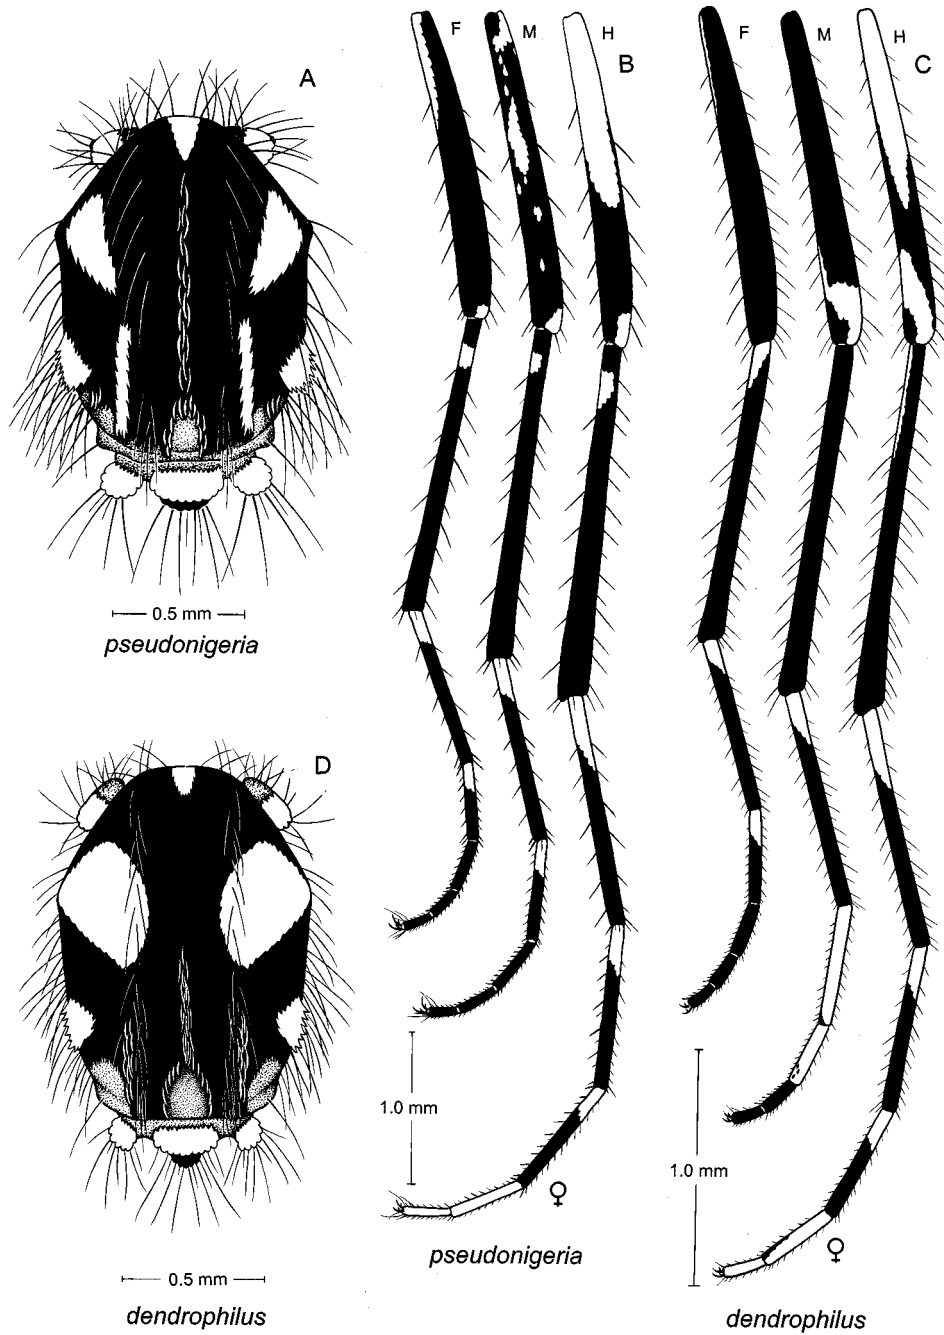 A
0.5 mm
pseudonigeria
F
M
H
B
1.0 mm
♀
pseudonigeria
F
M
H
C
1.0 mm
♀
dendrophilus
D
0.5 mm
dendrophilus